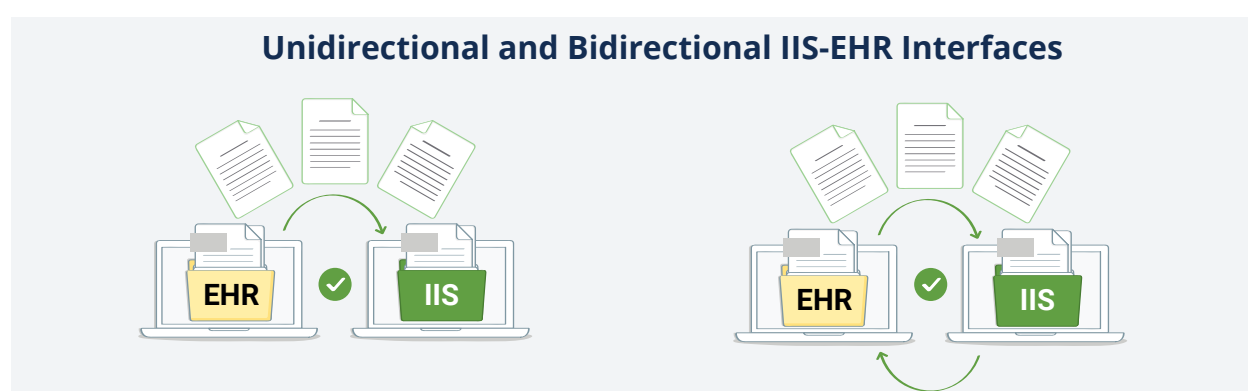 Unidirectional and Bidirectional IIS-EHR Interfaces
EHR
IIS
EHR
IIS